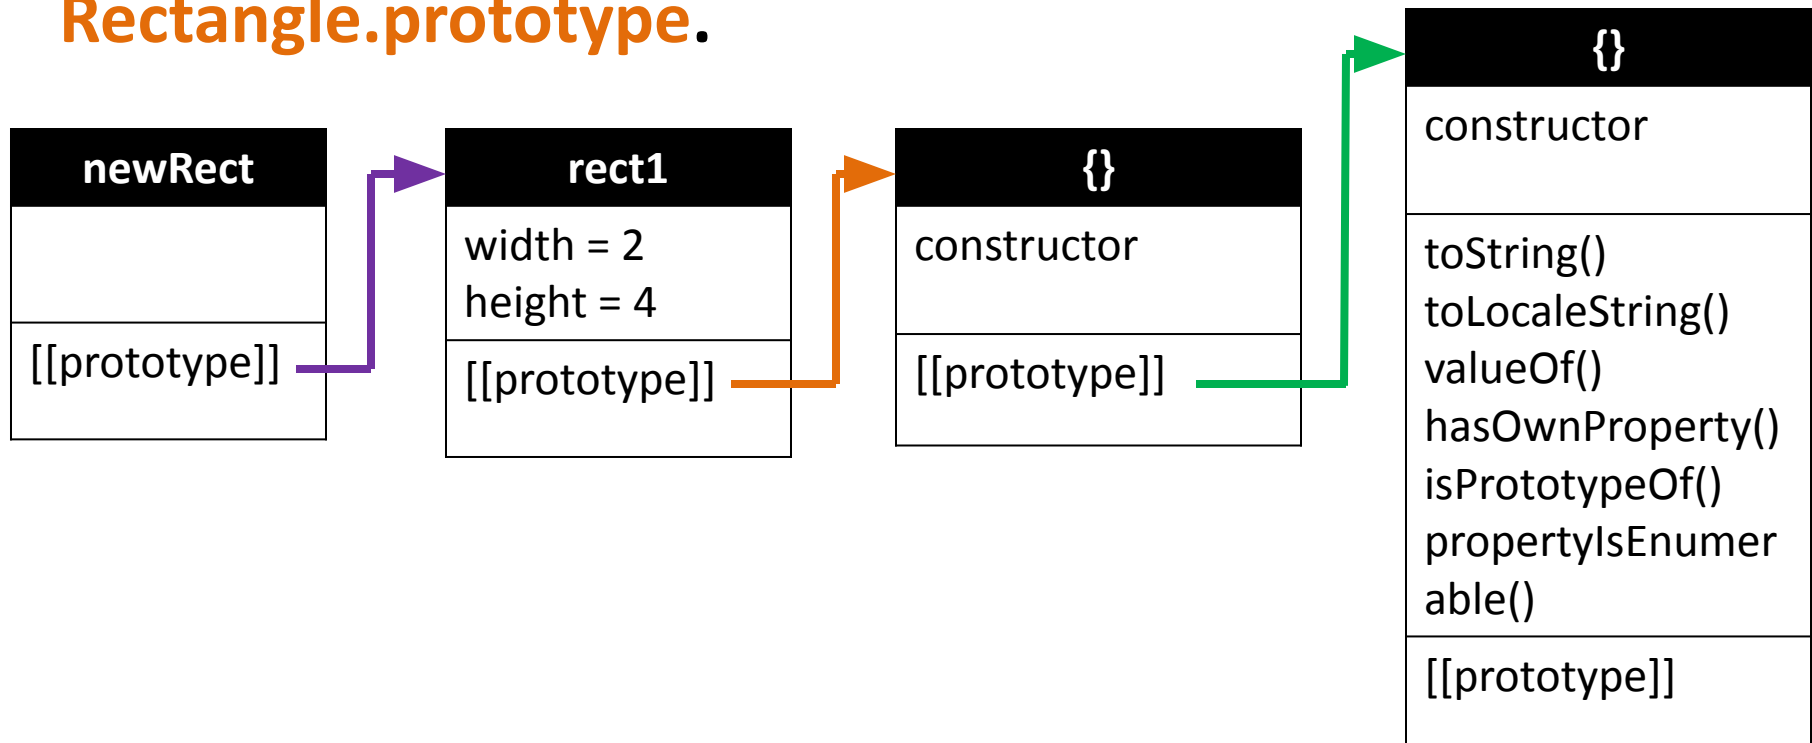 Rectangle.prototype.
newRect
[[prototype]]
rect1
width = 2
height = 4
[[prototype]]
{}
constructor
[[prototype]]
{}
constructor
toString()
toLocaleString()
valueOf()
hasOwnProperty()
isPrototypeOf()
propertyIsEnumer
able()
[[prototype]]